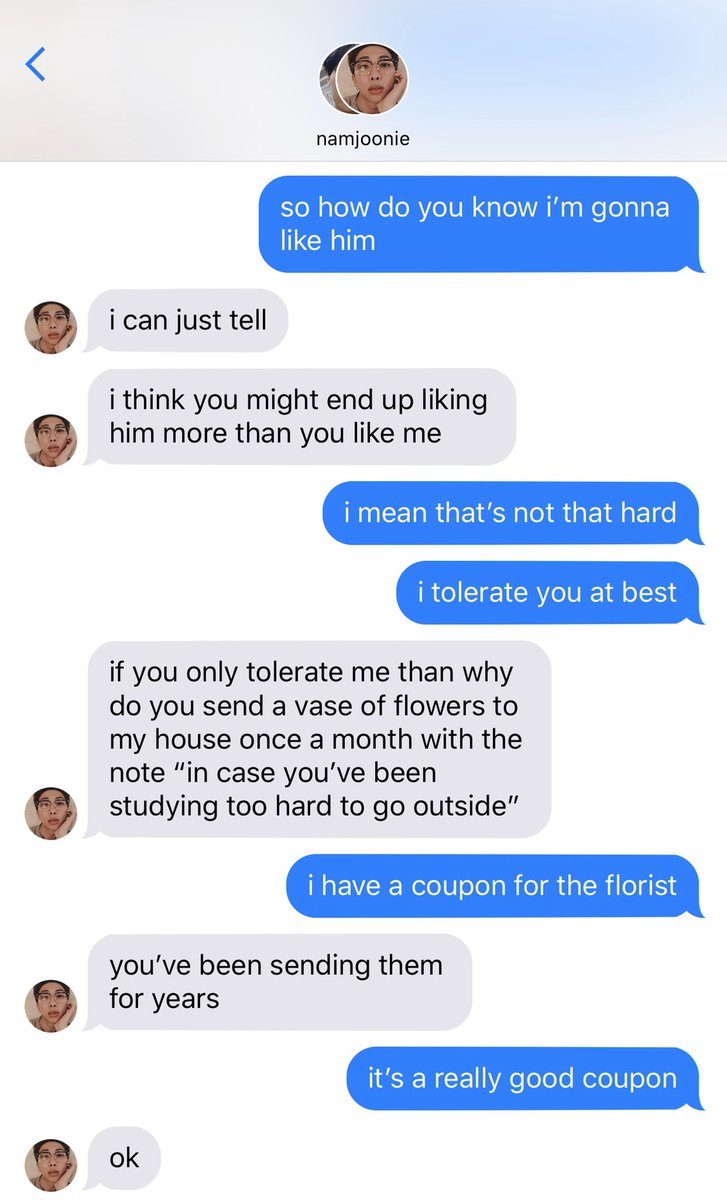 namjoonie
so how do you know i’m gonna
like him
i can just tell
i think you might end up liking
him more than you like me
i mean that’s not that hard
i tolerate you at best
if you only tolerate me than why
do you send a vase of flowers to
my house once a month with the
note “in case you’ve been
studying too hard to go outside”
i have a coupon for the florist
you’ve been sending them
for years
it’s a really good coupon
ok